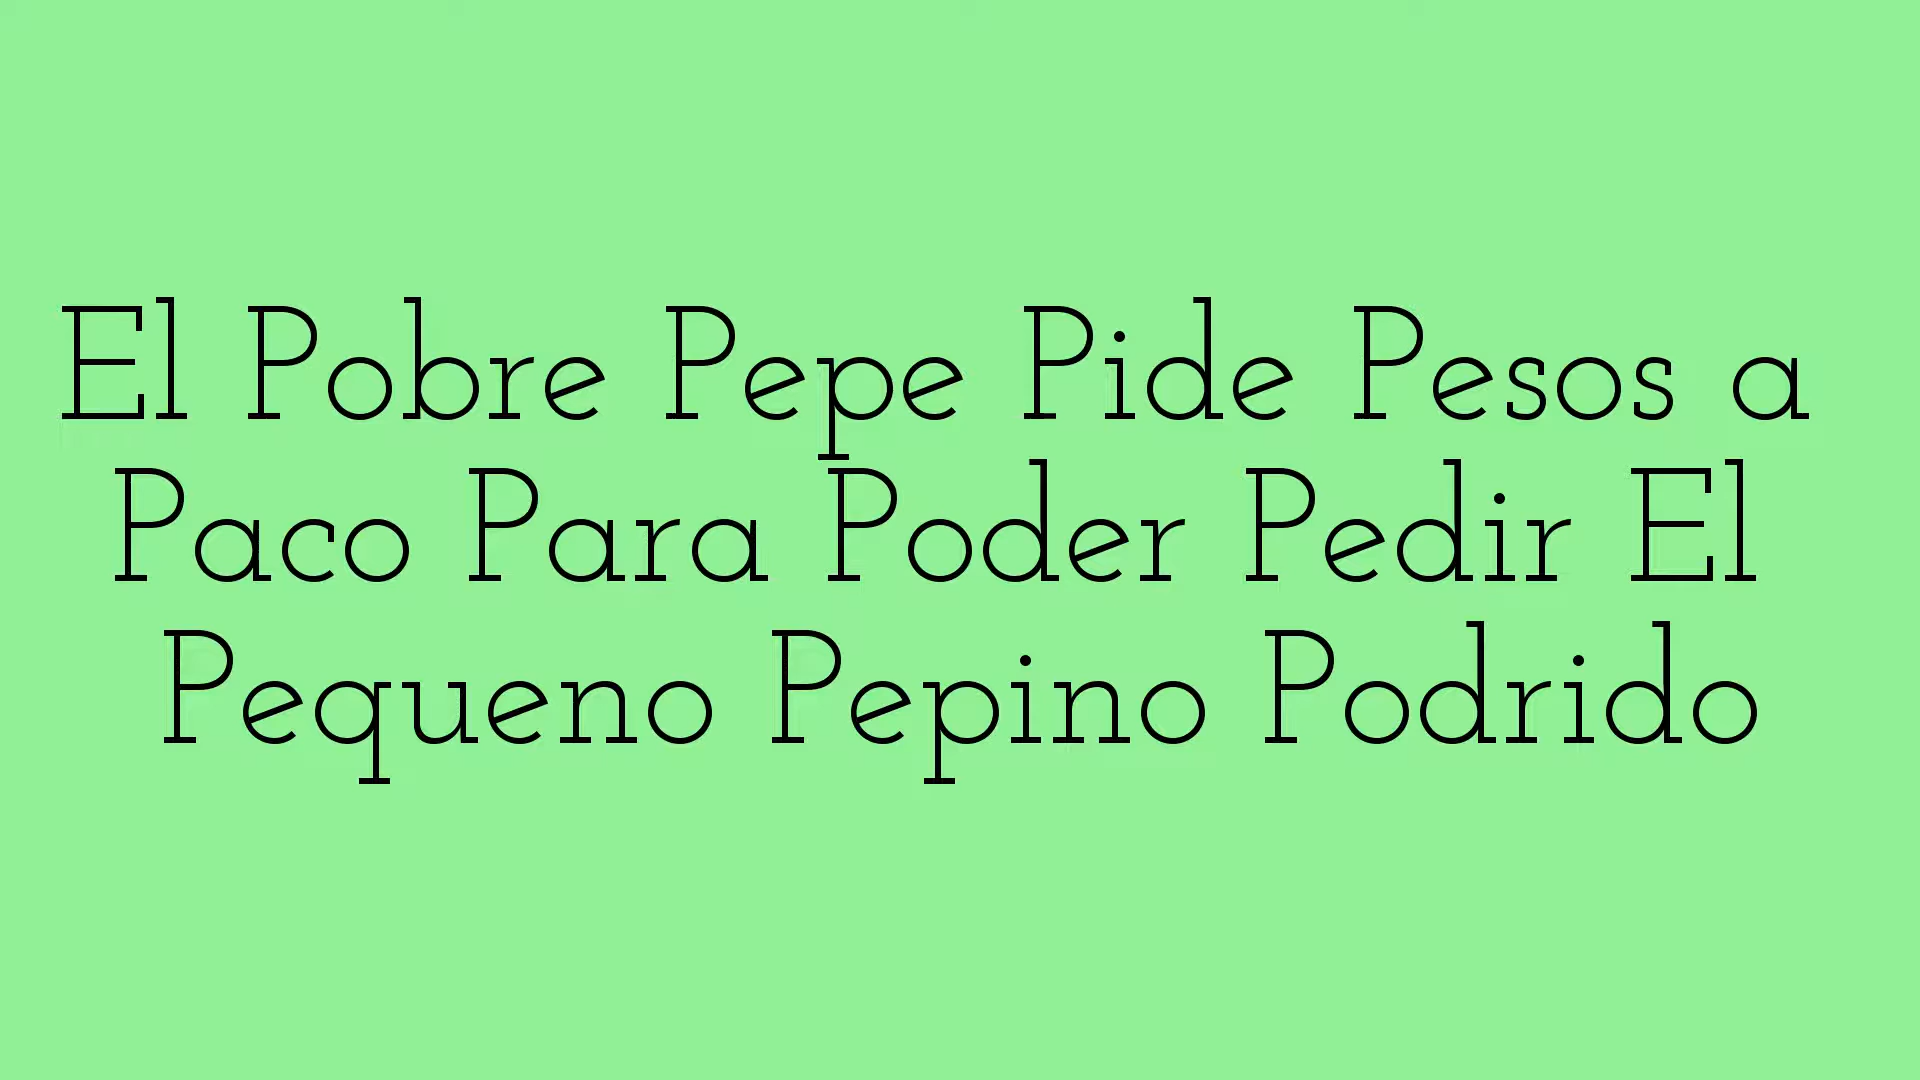 El Pobre Pepe Pide Pesos a
Paco Para Poder Pedir El
Pequeno Pepino Podrido